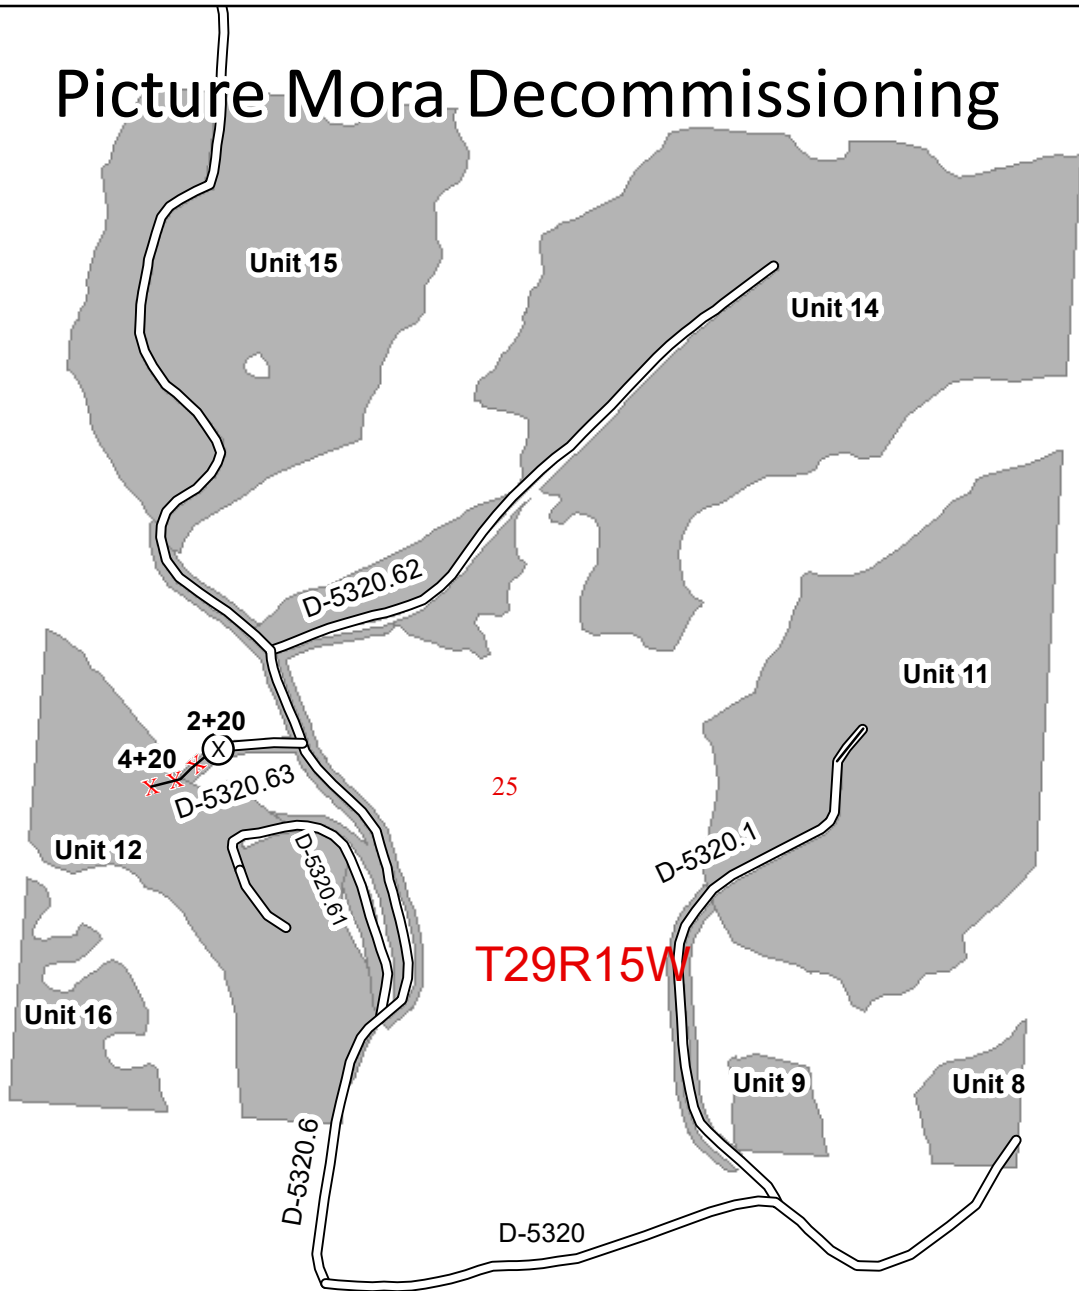 Picture Mora Decommissioning
Unit 15
Unit 14
D-5320.62
Unit 11
2+20
X
4+20
X X X
D-5320.63
25
Unit 12
D-5320.1
D-5320.61
T29R15W
Unit 16
Unit 9
Unit 8
D-5320.6
D-5320